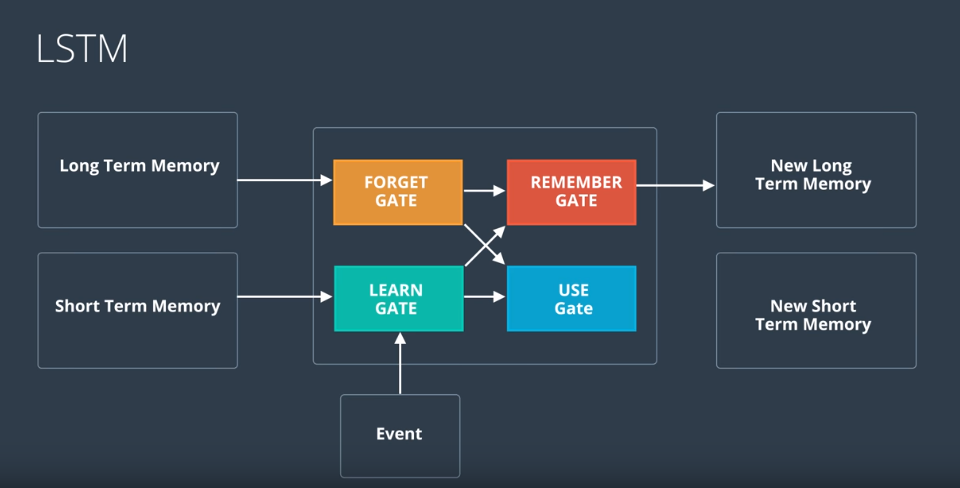 LSTM
Long Term Memory
FORGET
GATE
REMEMBER
GATE
New Long
Term Memory
Short Term Memory
LEARN
GATE
USE
Gate
New Short
Term Memory
Event